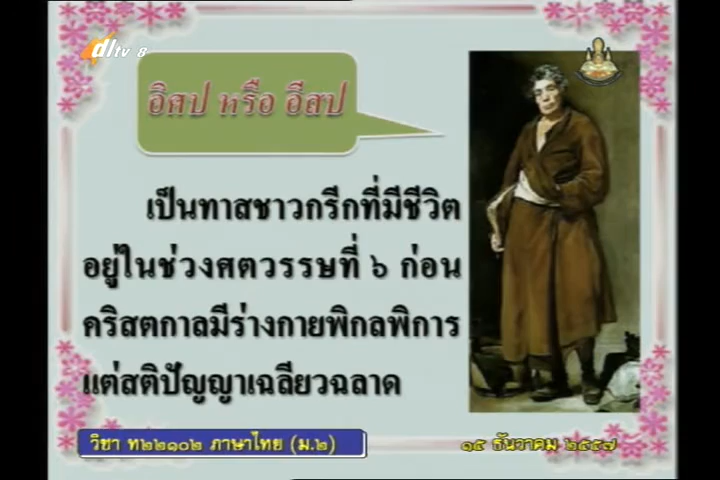 dltv 8
อิศป หรือ อีสป
เป็นทาสชาวกรีกที่มีชีวิต
อยู่ในช่วงศตวรรษที่ ๖ ก่อน
คริสตกาลมีร่างกายพิกลพิการ
แต่สติปัญญาเฉลียวฉลาด
วิชา ท๒๒๑๐๒ ภาษาไทย (ม.๒)
๑๕ ธันวาคม ๒๕๕๗